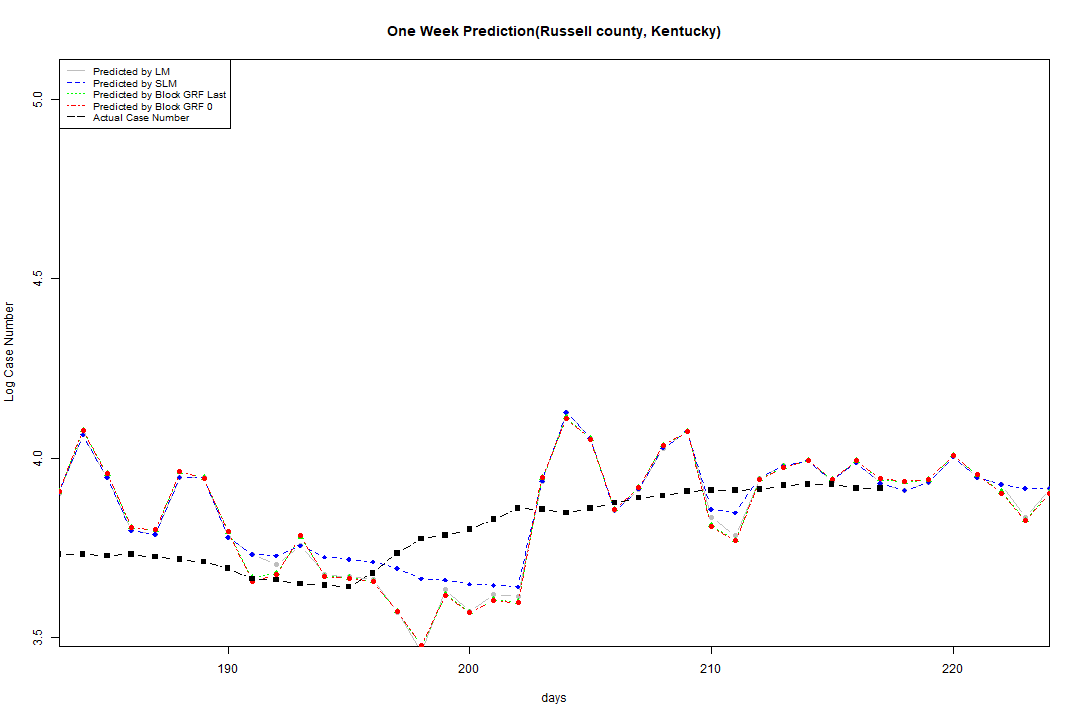 One Week Prediction(Russell county, Kentucky)
Predicted by LM
Predicted by SLM
Predicted by Block GRF Last
Predicted by Block GRF 0
Actual Case Number
5.0
4.5
4.0
3.5
Log Case Number
190 200 210 220
days